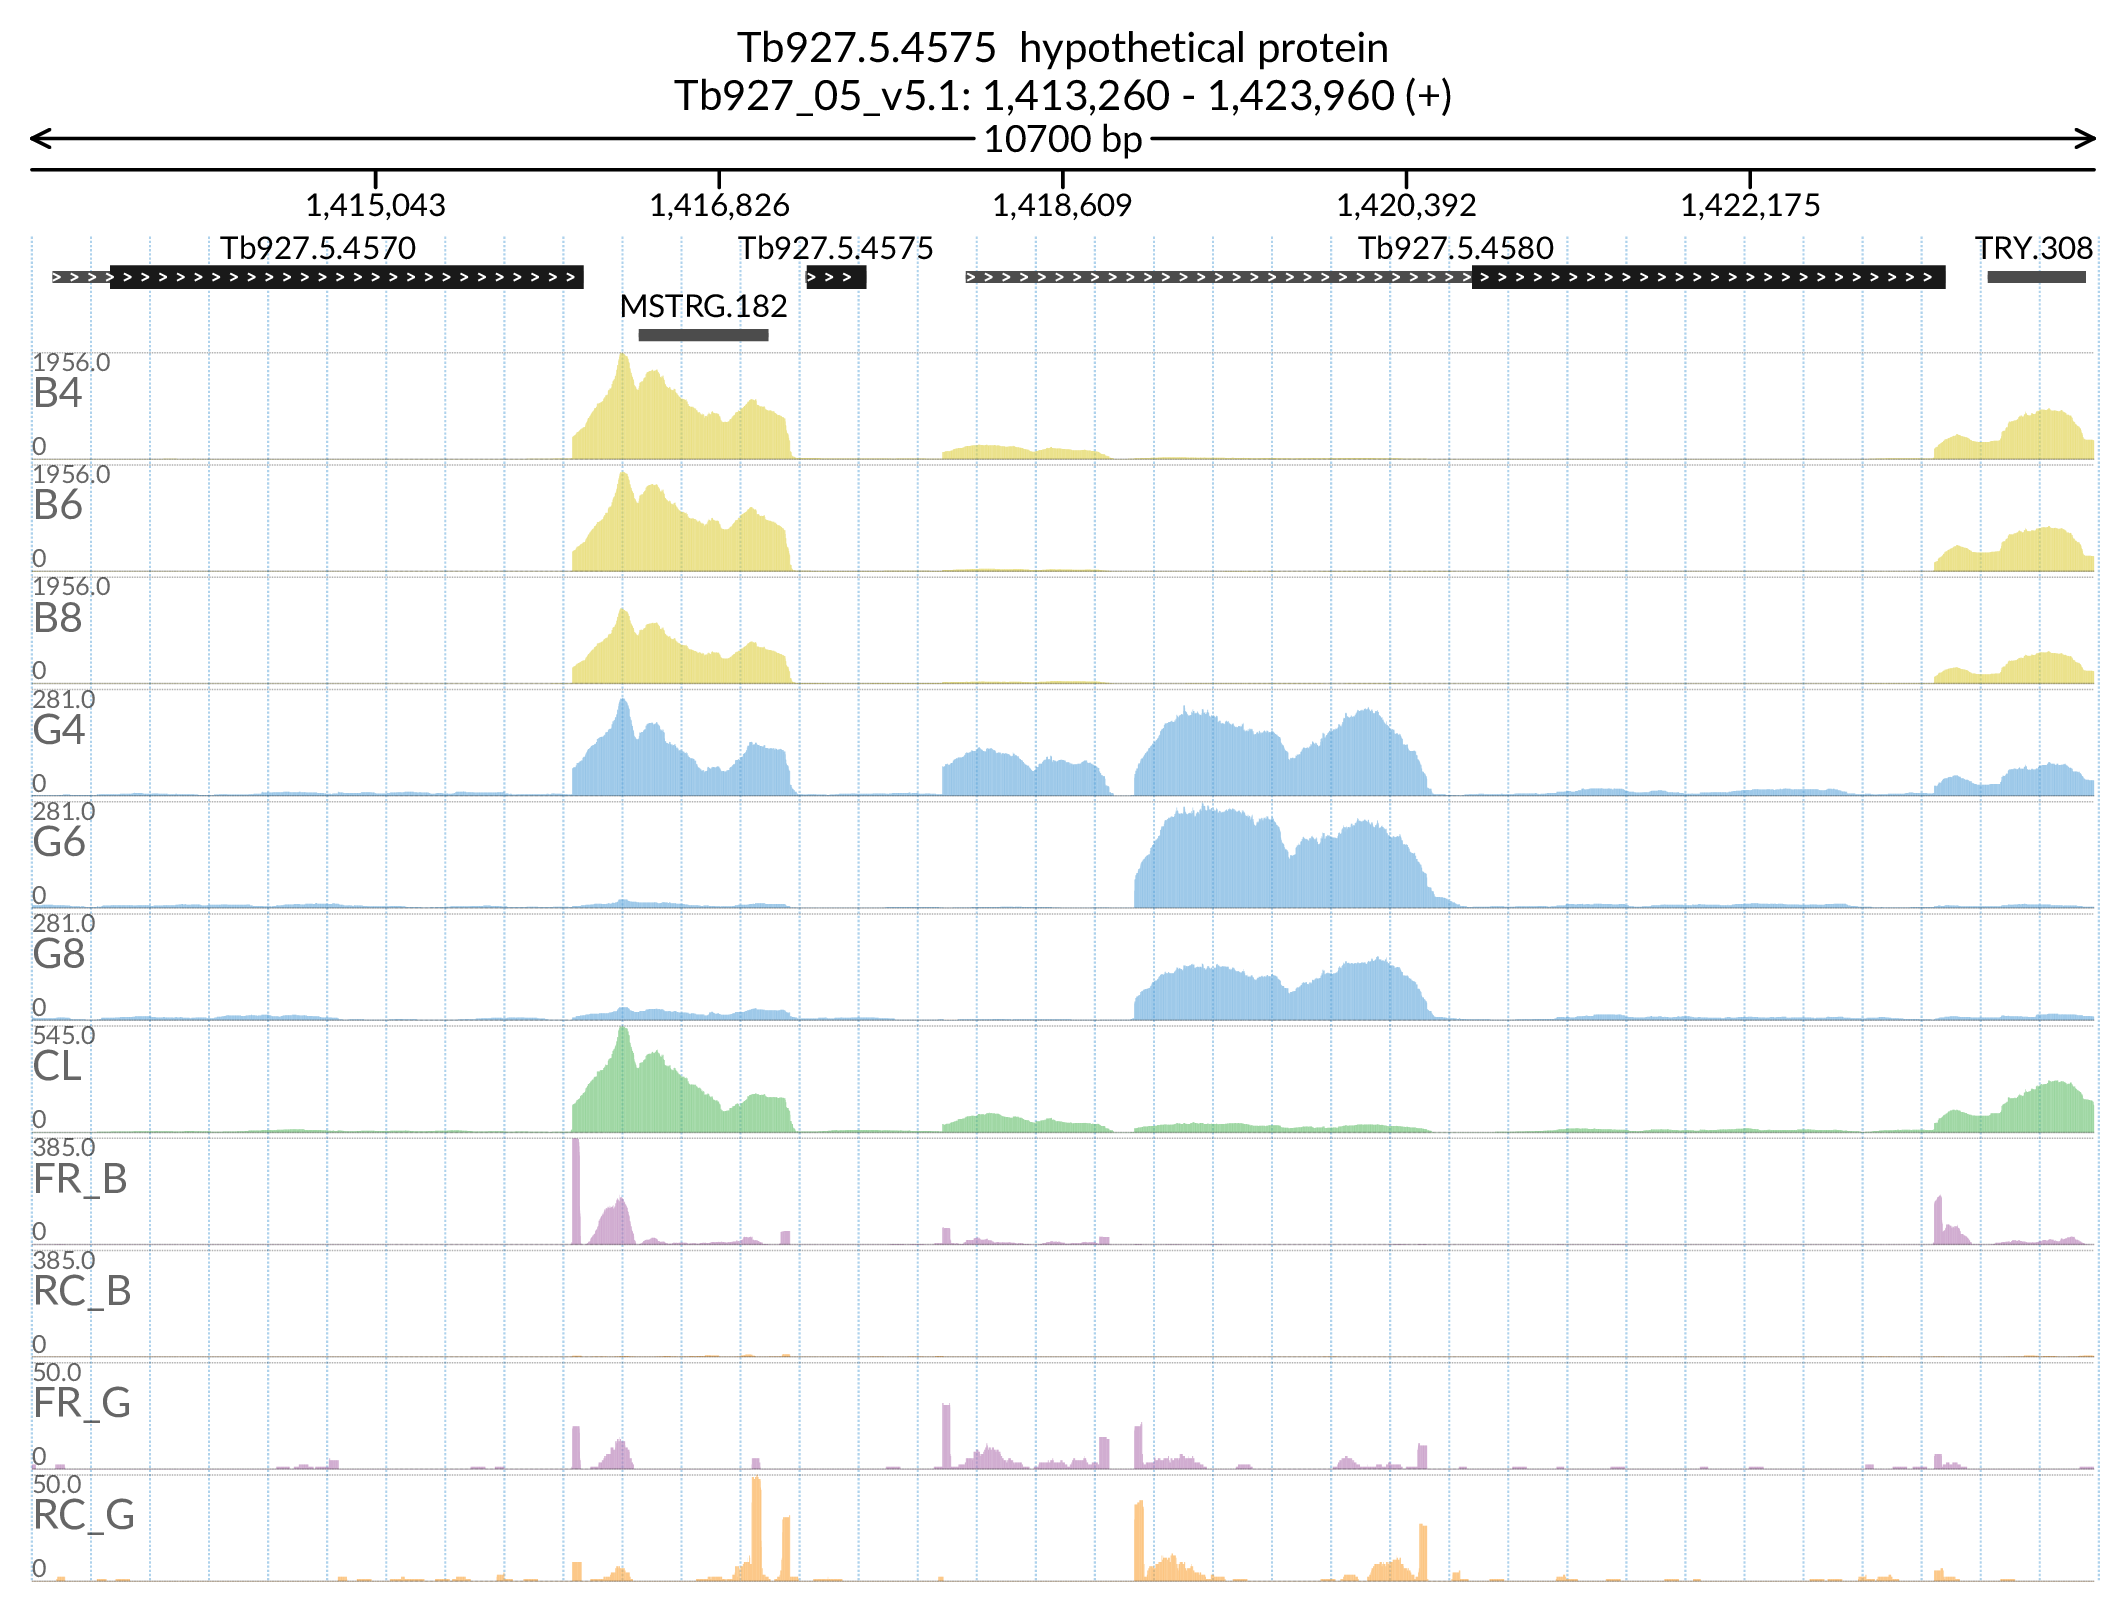 Tb927.5.4575 hypothetical protein
Tb927_05_v5.1: 1,413,260 - 1,423,960 (+)
10700 bp
1,415,043 1,416,826 1,418,609 1,420,392 1,422,175
Tb927.5.4570 Tb927.5.4575 Tb927.5.4580 TRY.308
MSTRG.182
1956.0
B4
0
1956.0
B6
0
1956.0
B8
0
281.0
G4
0
281.0
G6
0
281.0
G8
0
545.0
CL
0
385.0
FR_B
0
385.0
RC_B
0
50.0
FR_G
0
50.0
RC_G
0